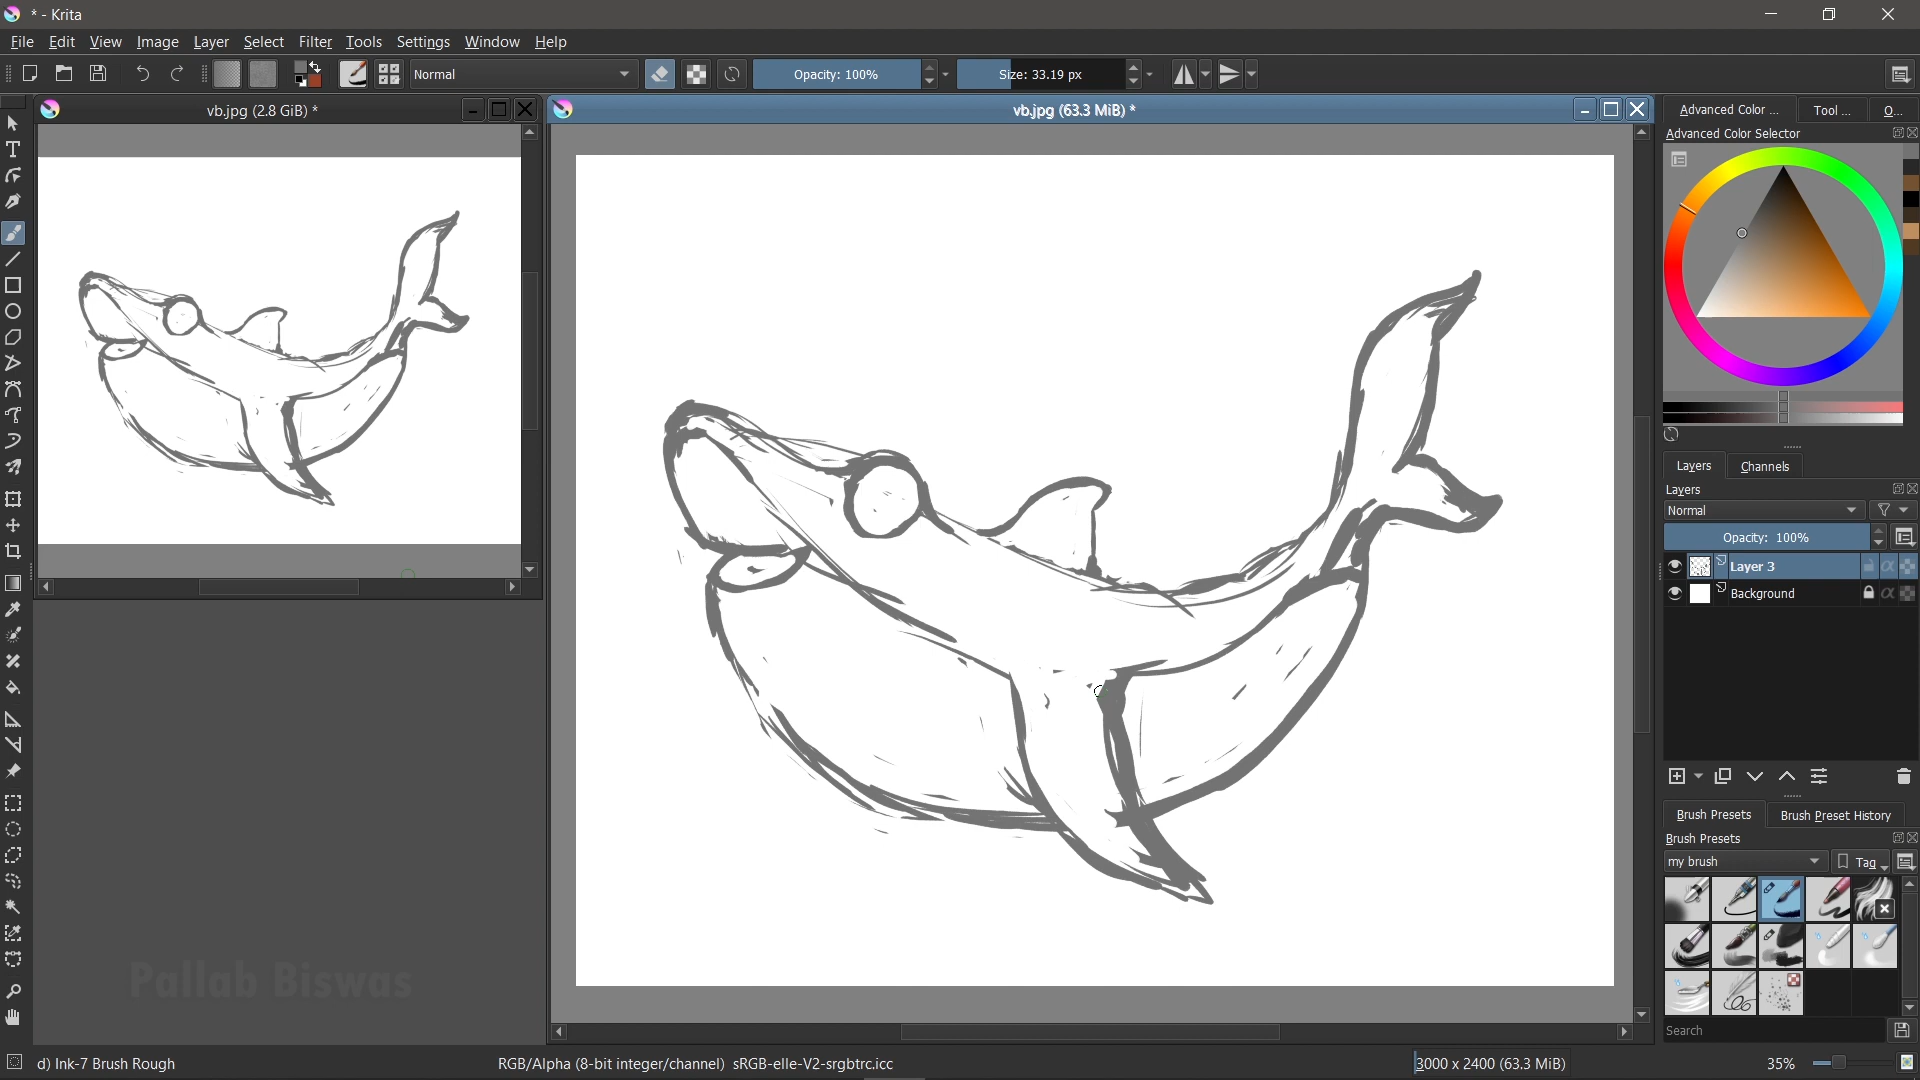 * - Krita
File Edit View Image Layer Select Filter Tools Settings Window Help
Normal Opacity: 100% Size: 33.19 px
vb.jpg (2.8 GiB) *
vb.jpg (63.3 MiB) *
Advanced Color ... Tool ... O...
Advanced Color Selector
Layers Channels
Layers
Normal
Opacity: 100%
Layer 3
Background
Brush Presets Brush Preset History
Brush Presets
my brush Tag
Search
Pallab Biswas
d) Ink-7 Brush Rough RGB/Alpha (8-bit integer/channel) sRGB-elle-V2-srgbtrc.icc 3000 x 2400 (63.3 MiB) 35%